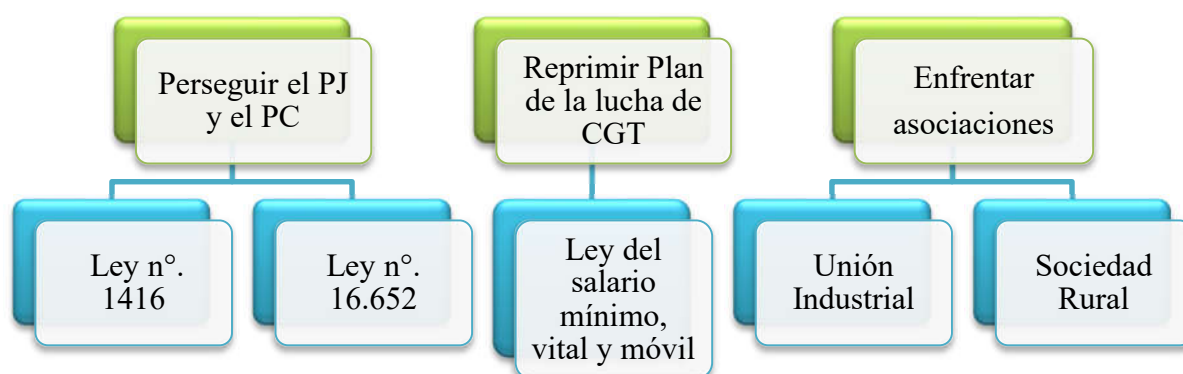 Perseguir el PJ
y el PC
Reprimir Plan
de la lucha de
CGT
Enfrentar
asociaciones
Ley n°.
1416
Ley n°.
16.652
Ley del
salario
mínimo,
vital y móvil
Unión
Industrial
Sociedad
Rural